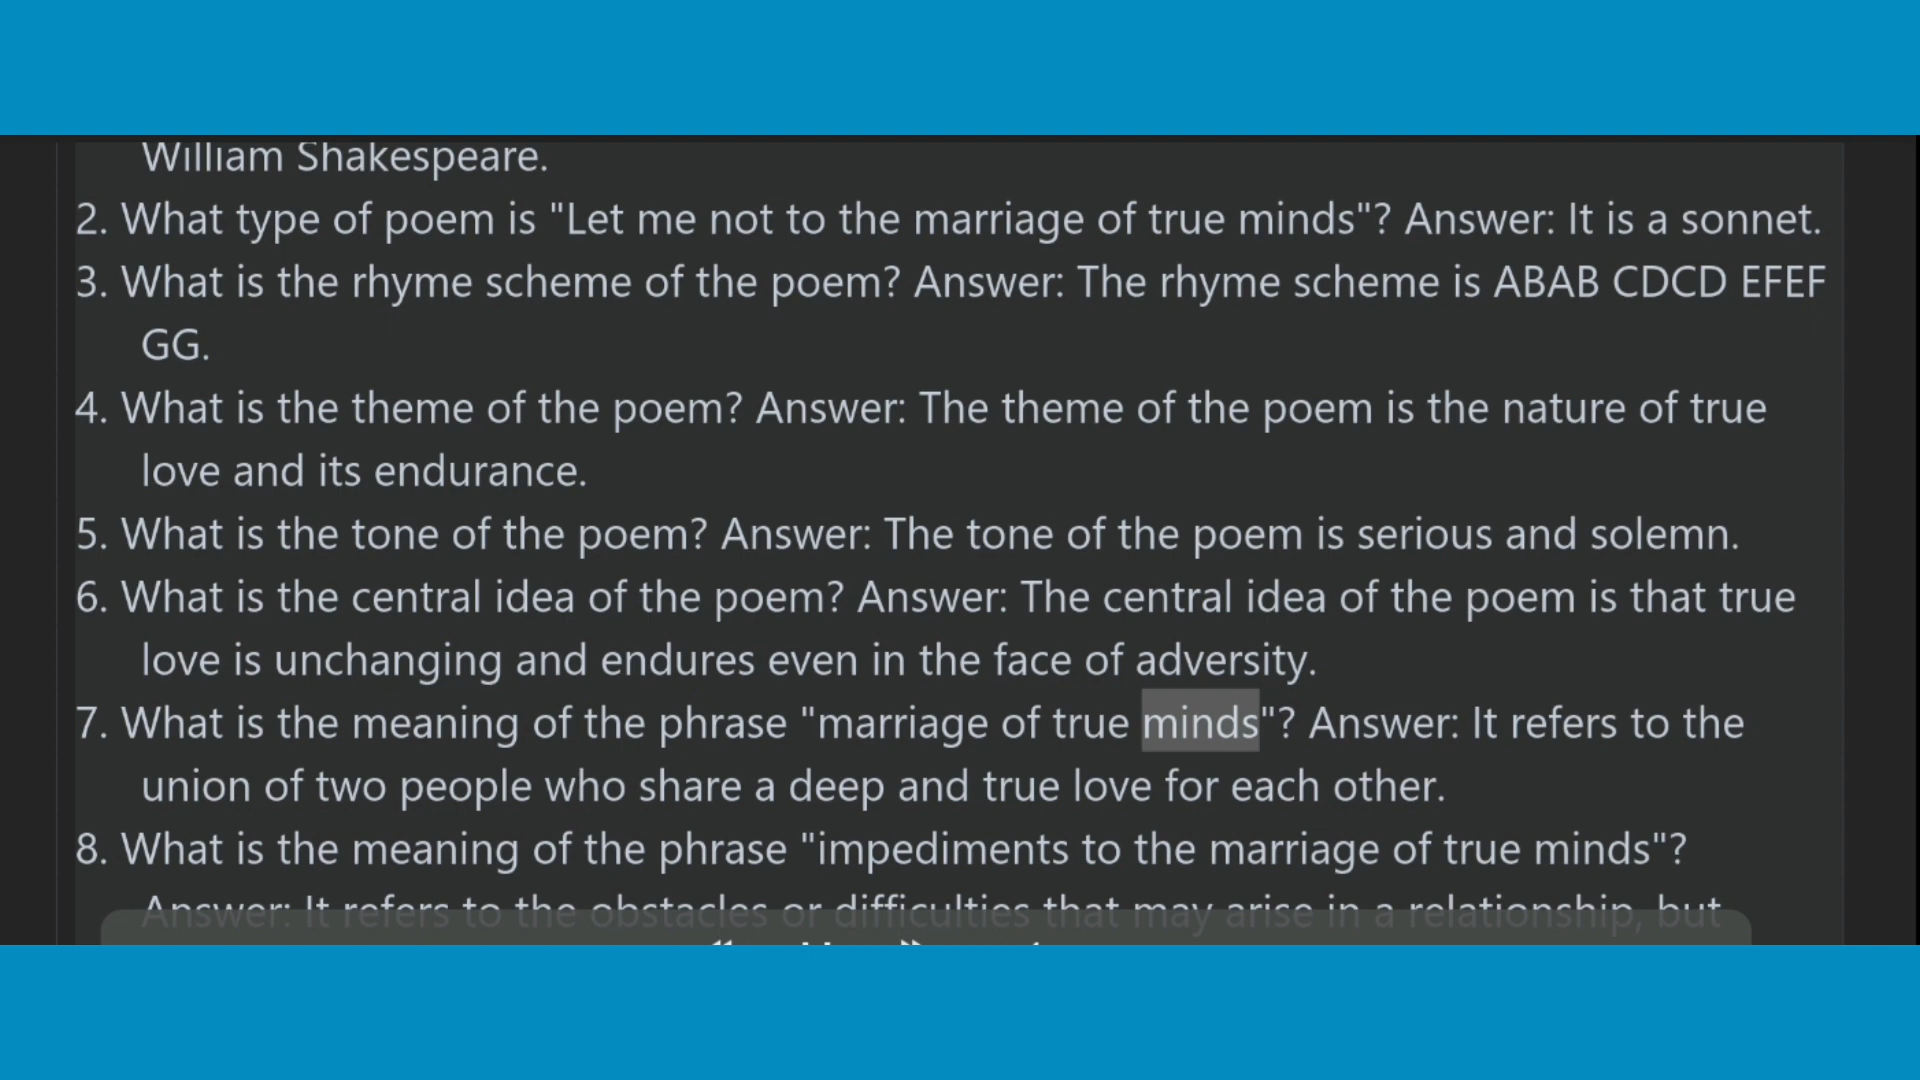 William Shakespeare.
2. What type of poem is "Let me not to the marriage of true minds"? Answer: It is a sonnet.
3. What is the rhyme scheme of the poem? Answer: The rhyme scheme is ABAB CDCD EFEF
GG.
4. What is the theme of the poem? Answer: The theme of the poem is the nature of true
love and its endurance.
5. What is the tone of the poem? Answer: The tone of the poem is serious and solemn.
6. What is the central idea of the poem? Answer: The central idea of the poem is that true
love is unchanging and endures even in the face of adversity.
7. What is the meaning of the phrase "marriage of true minds"? Answer: It refers to the
union of two people who share a deep and true love for each other.
8. What is the meaning of the phrase "impediments to the marriage of true minds"?
Answer: It refers to the obstacles or difficulties that may arise in a relationship, but